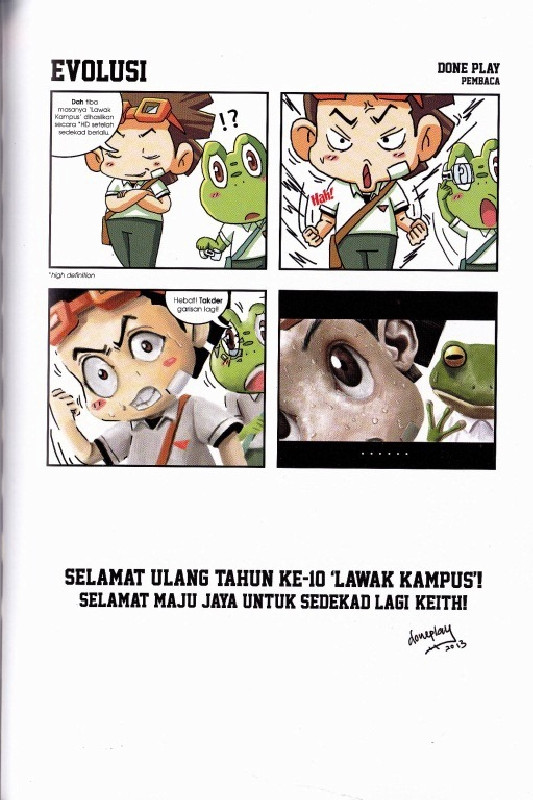 EVOLUSI
DONE PLAY
PEMBACA
Dah tiba
masanya 'Lawak
Kampus' dihasilkan
secara *HD setelah
sedekad berlalu.
!?
Hah!
*high definition
Hebat! Tak der
garisan lagi!
......
SELAMAT ULANG TAHUN KE-10 'LAWAK KAMPUS'!
SELAMAT MAJU JAYA UNTUK SEDEKAD LAGI KEITH!
doneplay
2013